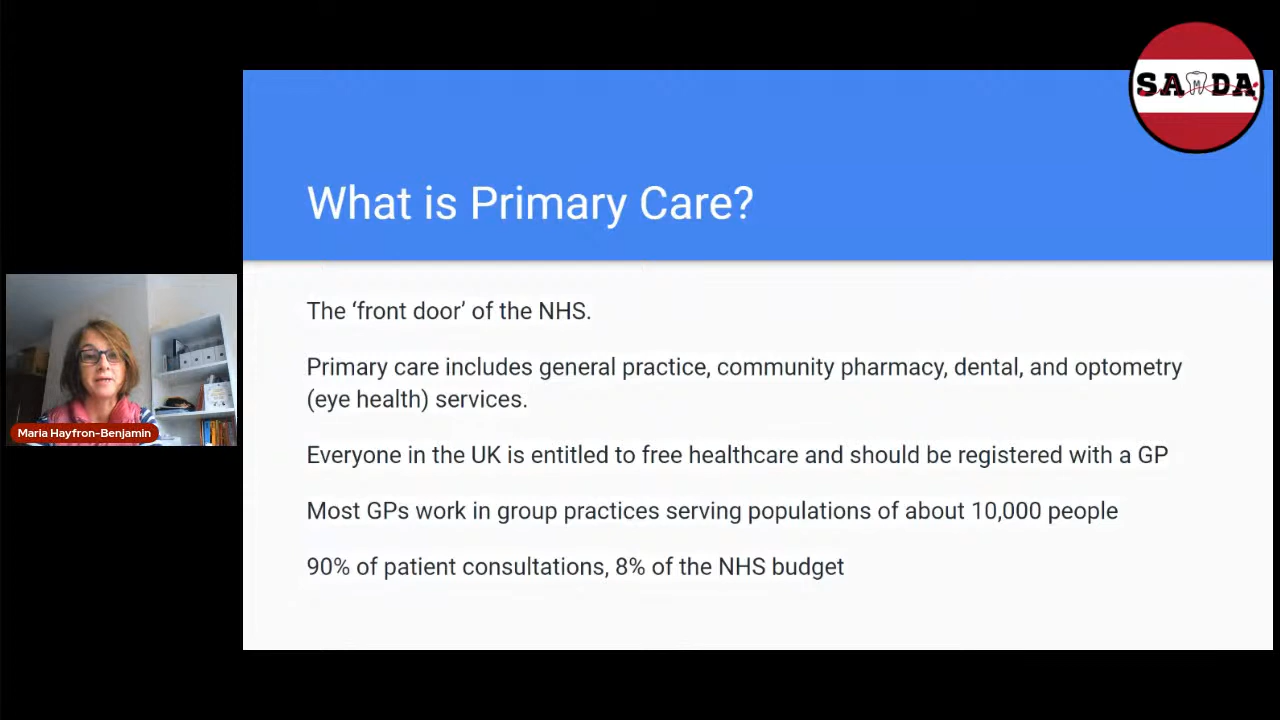 SAMDA
What is Primary Care?
The ‘front door’ of the NHS.
Primary care includes general practice, community pharmacy, dental, and optometry
(eye health) services.
Everyone in the UK is entitled to free healthcare and should be registered with a GP
Most GPs work in group practices serving populations of about 10,000 people
90% of patient consultations, 8% of the NHS budget
Maria Hayfron-Benjamin